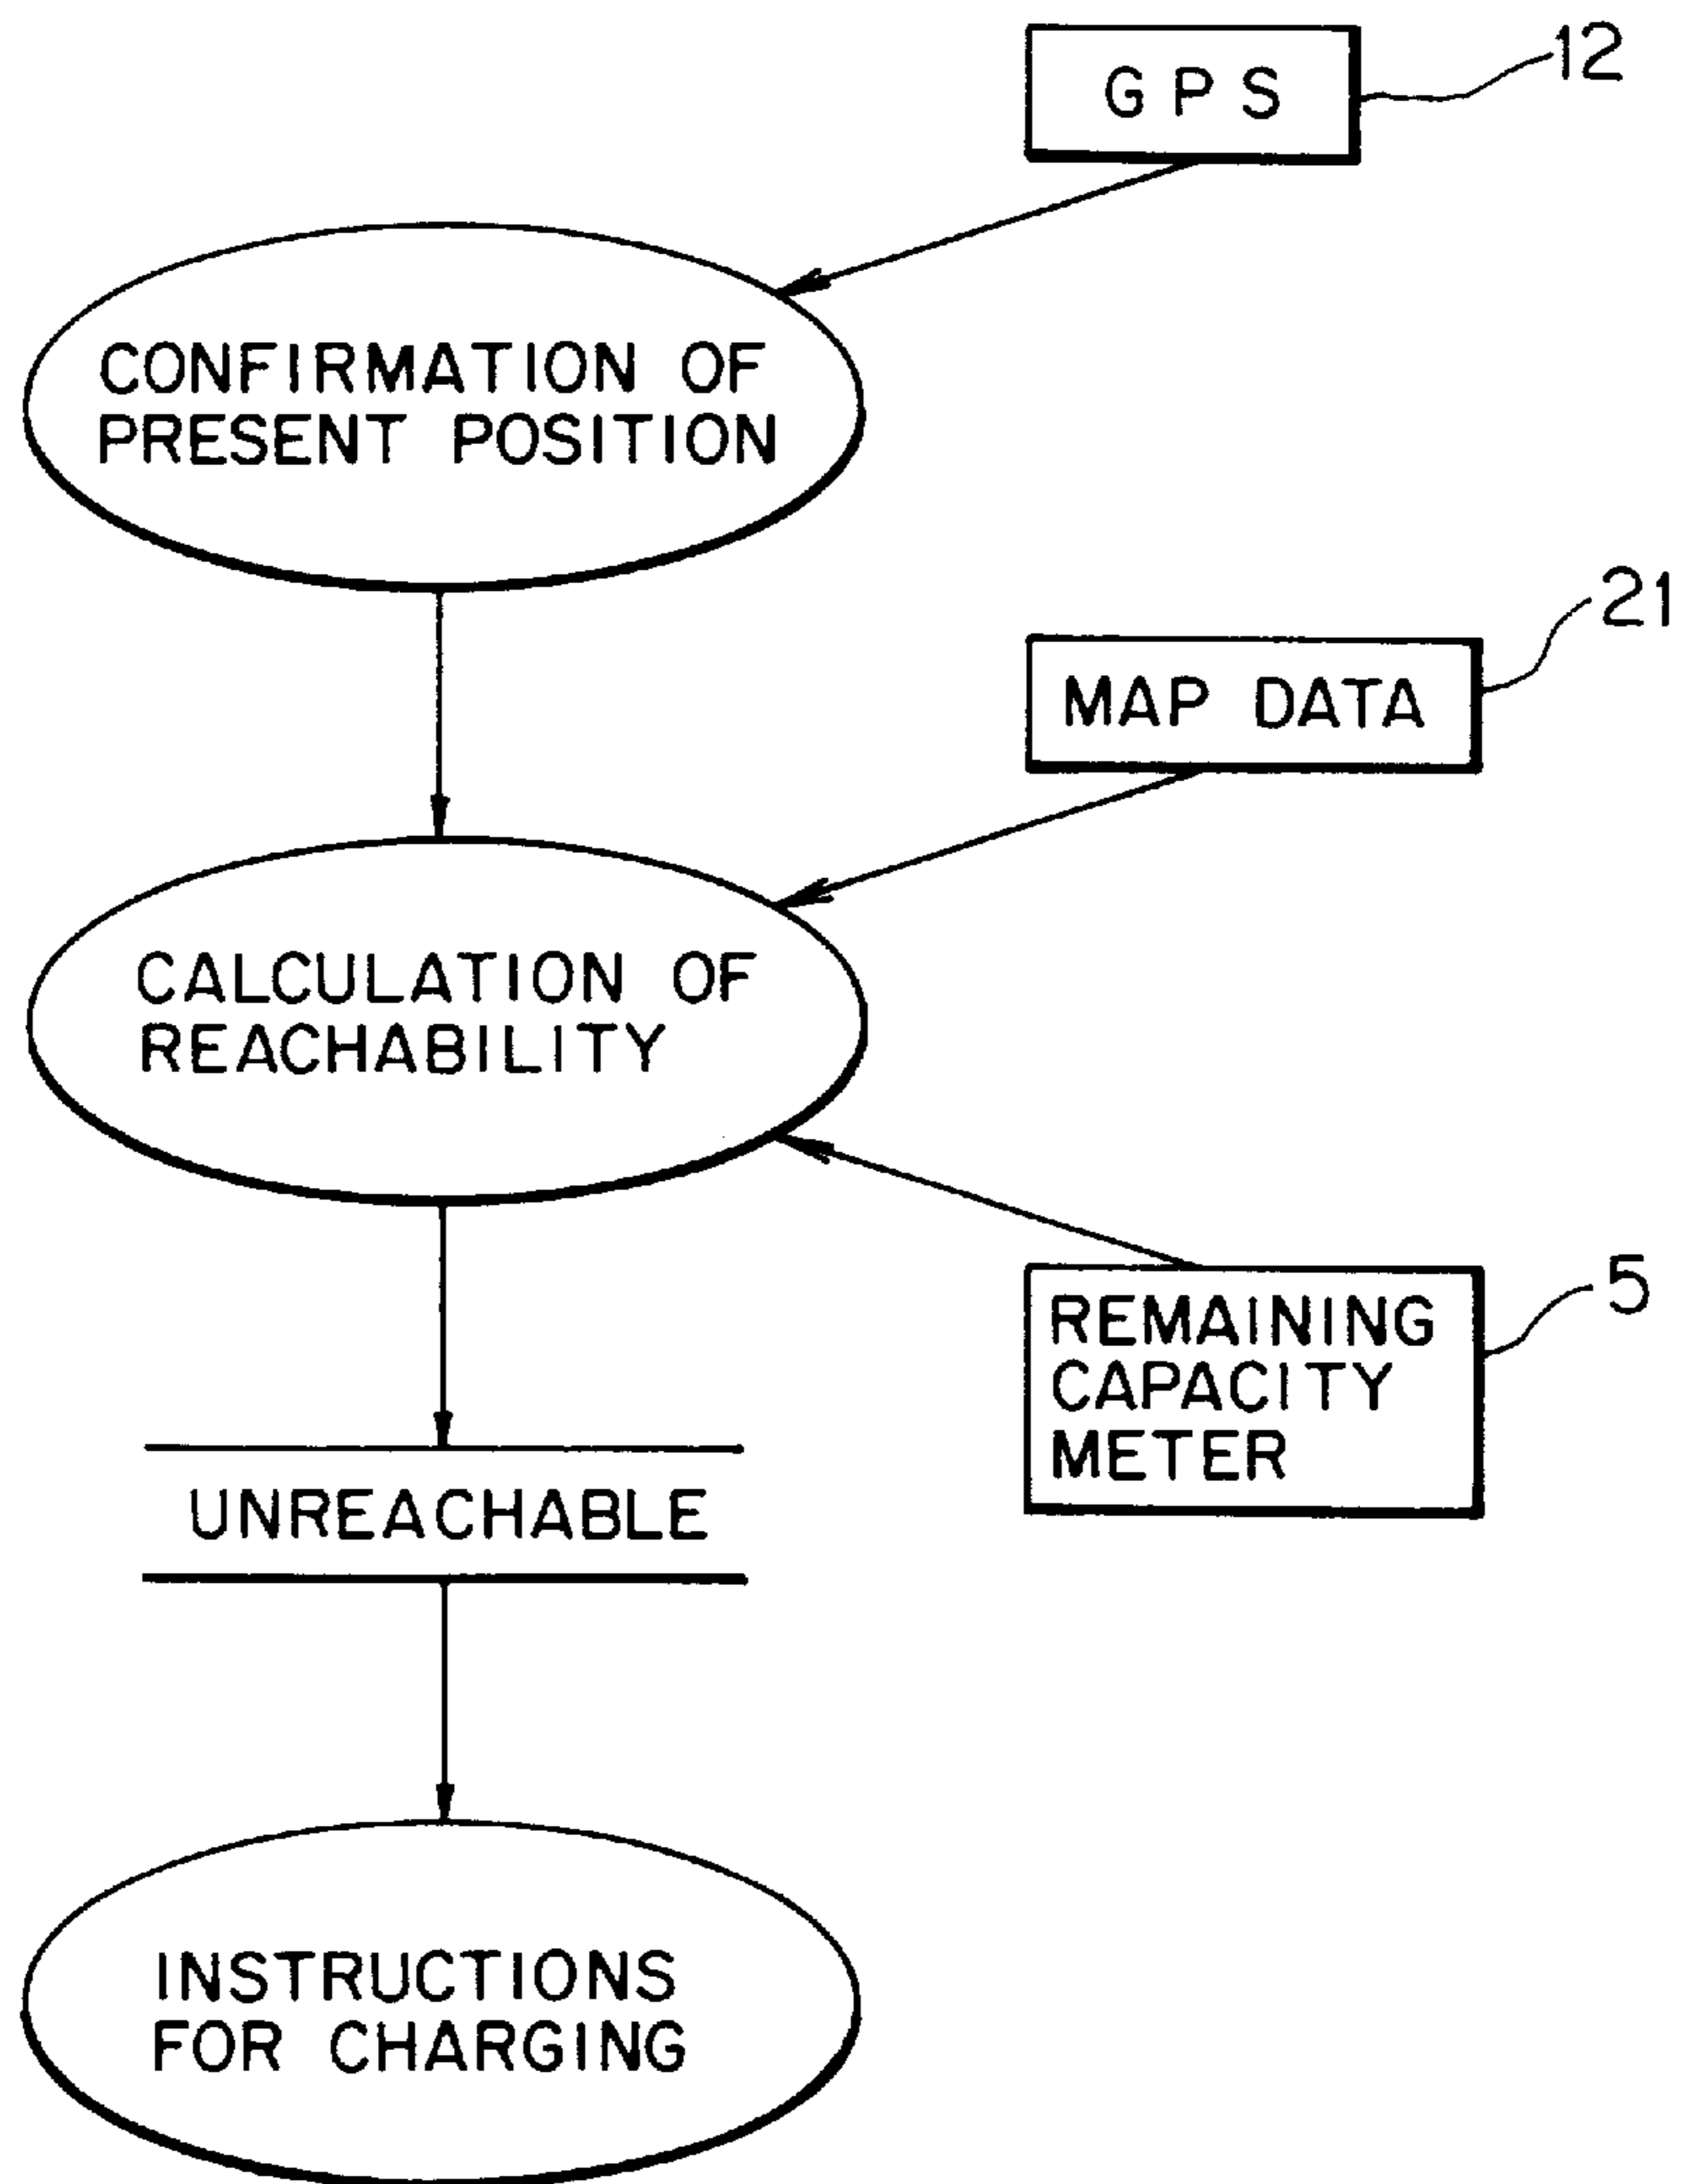 GPS
12
CONFIRMATION OF
PRESENT POSITION
21
MAP DATA
CALCULATION OF
REACHABILITY
5
REMAINING
CAPACITY
METER
UNREACHABLE
INSTRUCTIONS
FOR CHARGING